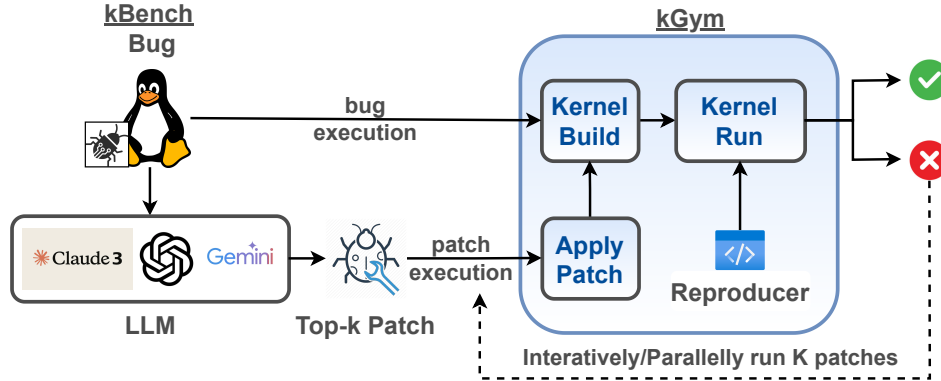 kBench
Bug
kGym
bug
execution
Kernel
Build
Kernel
Run
Claude 3
Gemini
LLM
Top-k Patch
patch
execution
Apply
Patch
Reproducer
Interatively/Parallelly run K patches